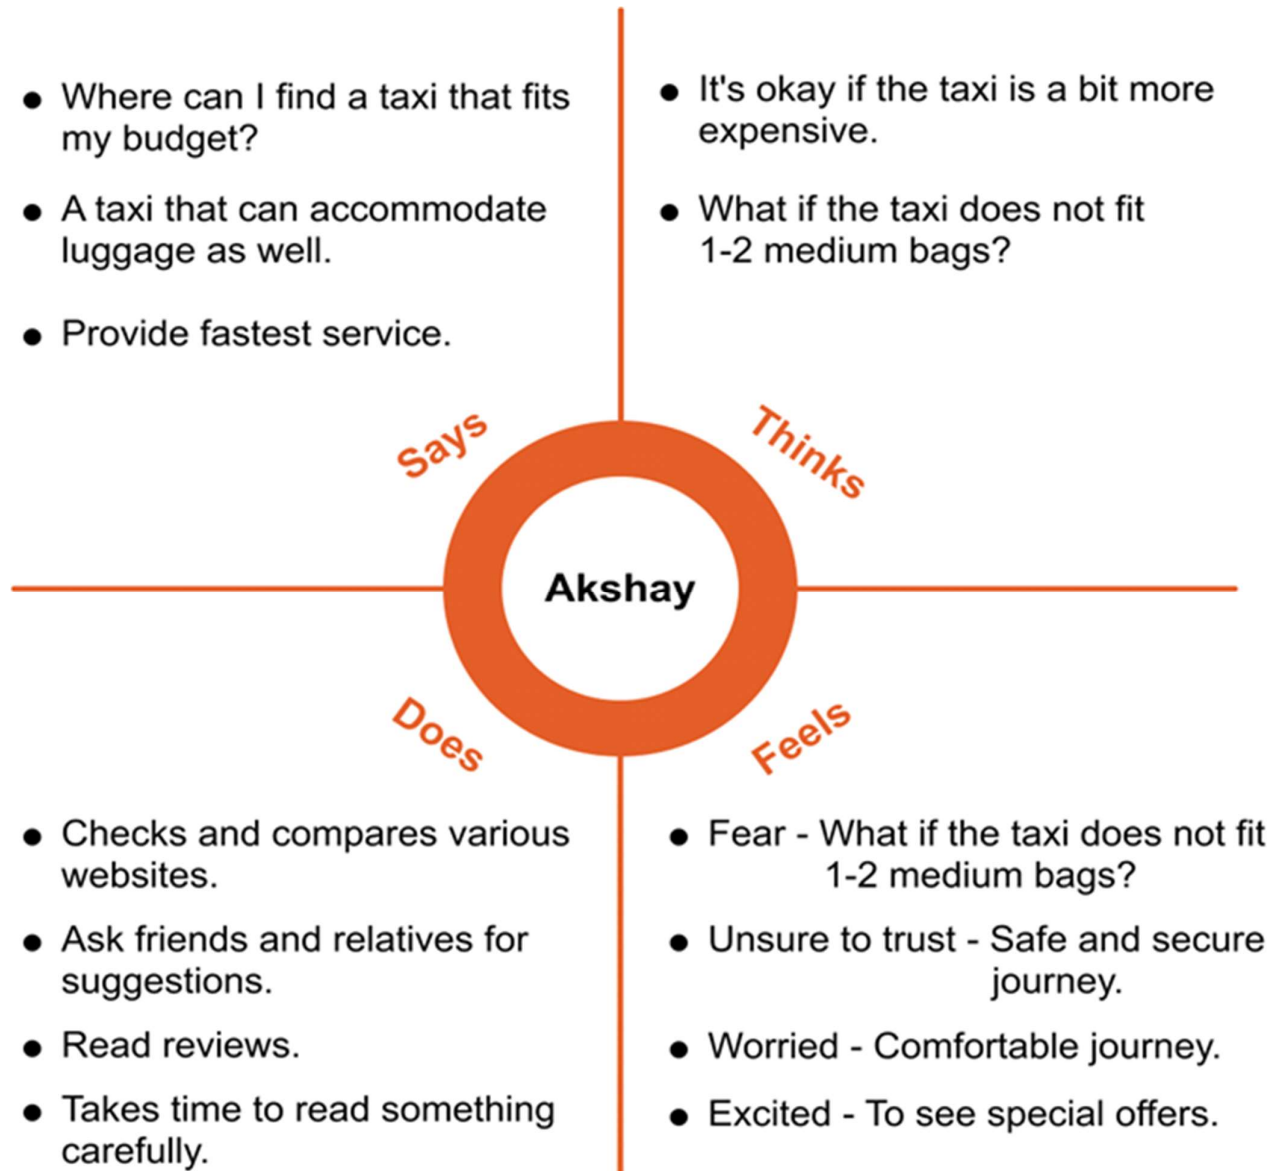 ● Where can I find a taxi that fits
my budget?
● A taxi that can accommodate
luggage as well.
● Provide fastest service.
● It's okay if the taxi is a bit more
expensive.
● What if the taxi does not fit
1-2 medium bags?
Says
Thinks
Akshay
Does
Feels
● Checks and compares various
websites.
● Ask friends and relatives for
suggestions.
● Read reviews.
● Takes time to read something
carefully.
● Fear - What if the taxi does not fit
1-2 medium bags?
● Unsure to trust - Safe and secure
journey.
● Worried - Comfortable journey.
● Excited - To see special offers.